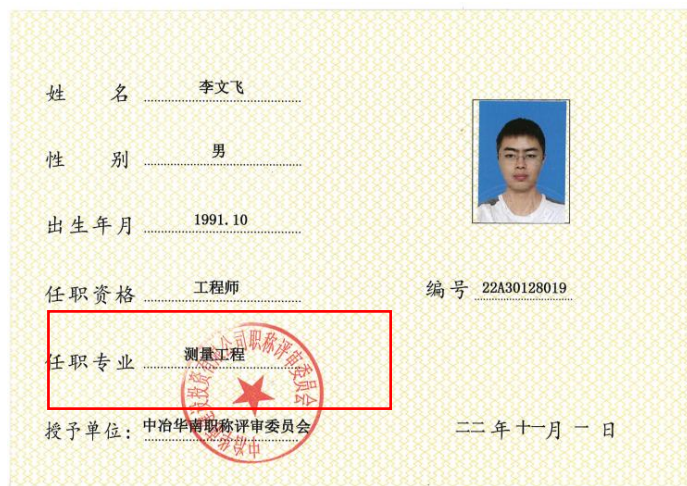 姓 名 李文飞
性 别 男
出生年月 1991.10
任职资格 工程师
编号 22A30128019
任职专业 测量工程
授予单位: 中冶华南职称评审委员会
二二年十一月一日